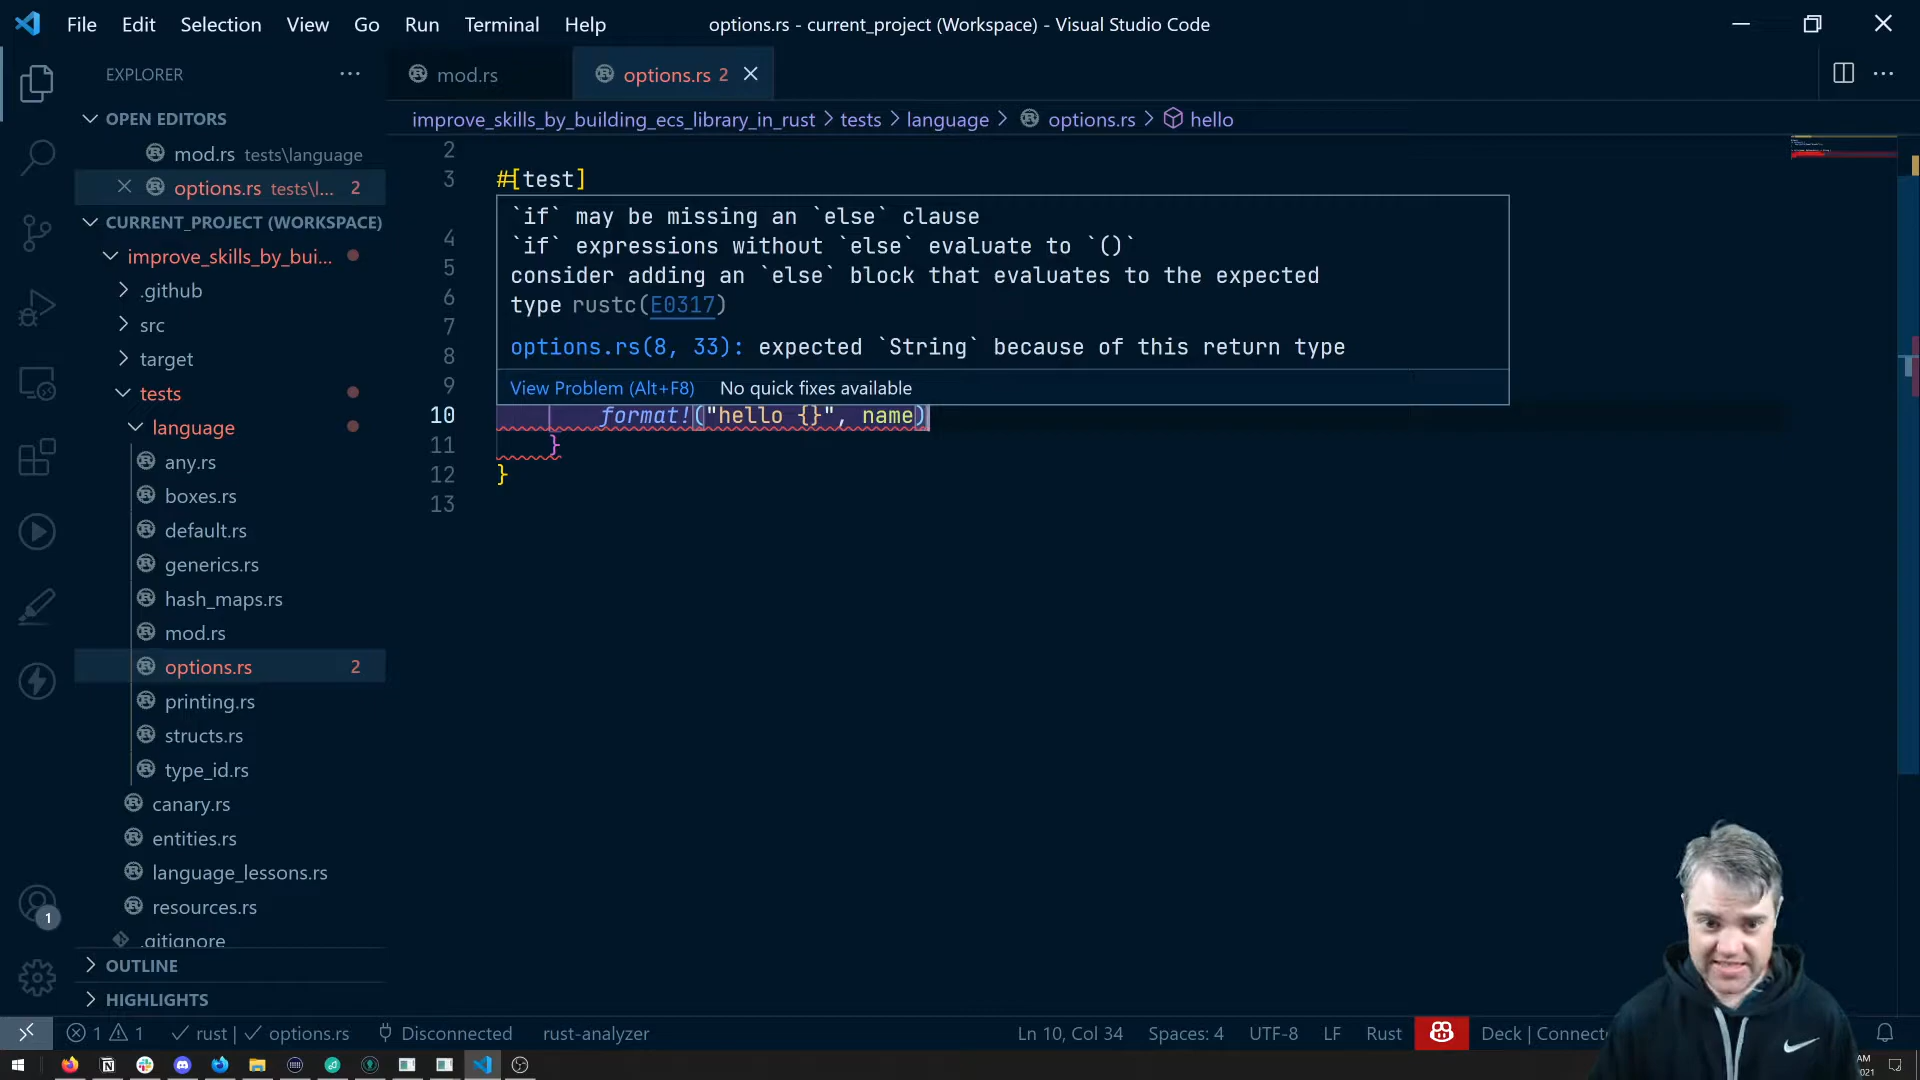 File Edit Selection View Go Run Terminal Help
options.rs - current_project (Workspace) - Visual Studio Code
EXPLORER
OPEN EDITORS
mod.rs tests\language
options.rs tests\l... 2
CURRENT_PROJECT (WORKSPACE)
improve_skills_by_bui...
.github
src
target
tests
language
any.rs
boxes.rs
default.rs
generics.rs
hash_maps.rs
mod.rs
options.rs 2
printing.rs
structs.rs
type_id.rs
canary.rs
entities.rs
language_lessons.rs
resources.rs
.gitignore
OUTLINE
HIGHLIGHTS
1
mod.rs
options.rs 2
improve_skills_by_building_ecs_library_in_rust > tests > language > options.rs > hello
2
3 #[test]
4
5
6
7
8
9
`if` may be missing an `else` clause
`if` expressions without `else` evaluate to `()`
consider adding an `else` block that evaluates to the expected
type rustc(E0317)
options.rs(8, 33): expected `String` because of this return type
View Problem (Alt+F8) No quick fixes available
10 format!("hello {}", name)
11 }
12 }
13
1 1 rust | options.rs Disconnected rust-analyzer
Ln 10, Col 34 Spaces: 4 UTF-8 LF Rust Deck | Connect
AM